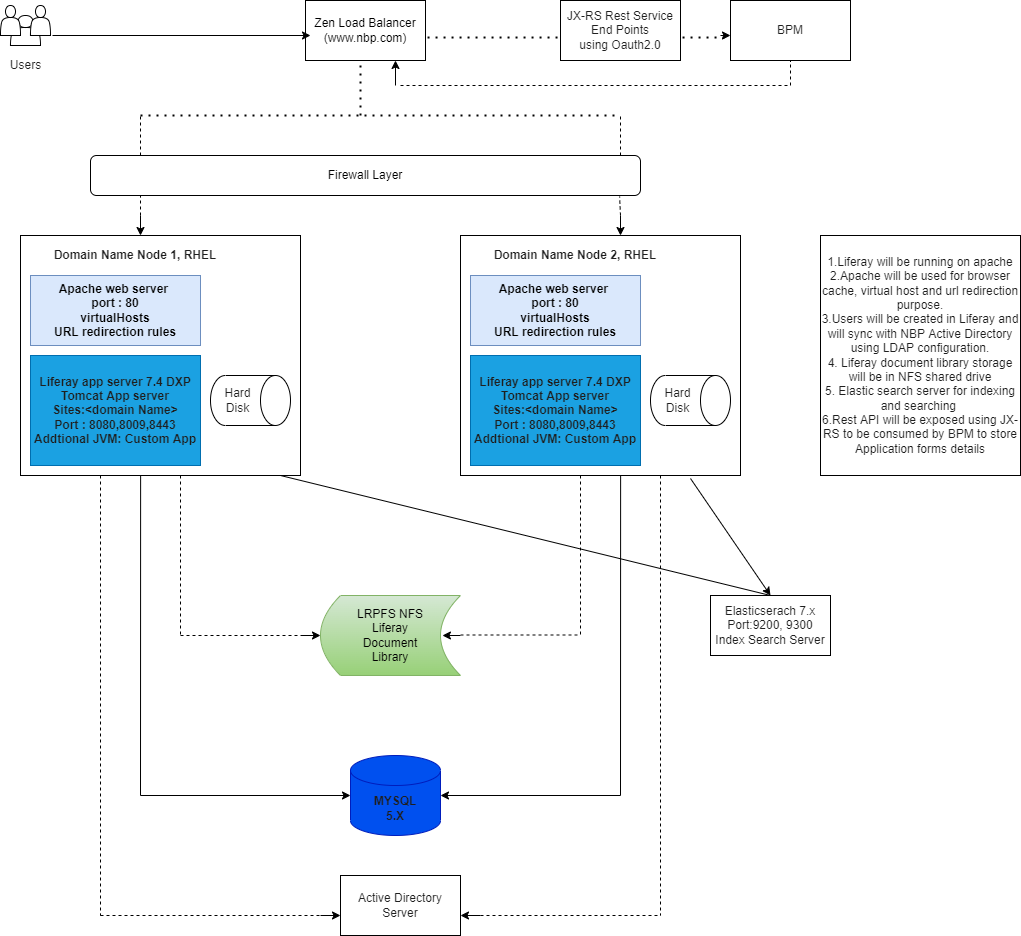 Users
Zen Load Balancer
(www.nbp.com)
JX-RS Rest Service
End Points
using Oauth2.0
BPM
Firewall Layer
Domain Name Node 1, RHEL
Apache web server
port : 80
virtualHosts
URL redirection rules
Liferay app server 7.4 DXP
Tomcat App server
Sites:<domain Name>
Port : 8080,8009,8443
Addtional JVM: Custom App
Hard
Disk
Domain Name Node 2, RHEL
Apache web server
port : 80
virtualHosts
URL redirection rules
Liferay app server 7.4 DXP
Tomcat App server
Sites:<domain Name>
Port : 8080,8009,8443
Addtional JVM: Custom App
Hard
Disk
1.Liferay will be running on apache
2.Apache will be used for browser
cache, virtual host and url redirection
purpose.
3.Users will be created in Liferay and
will sync with NBP Active Directory
using LDAP configuration.
4. Liferay document library storage
will be in NFS shared drive
5. Elastic search server for indexing
and searching
6.Rest API will be exposed using JX-
RS to be consumed by BPM to store
Application forms details
LRPFS NFS
Liferay
Document
Library
Elasticserach 7.x
Port:9200, 9300
Index Search Server
MYSQL
5.X
Active Directory
Server